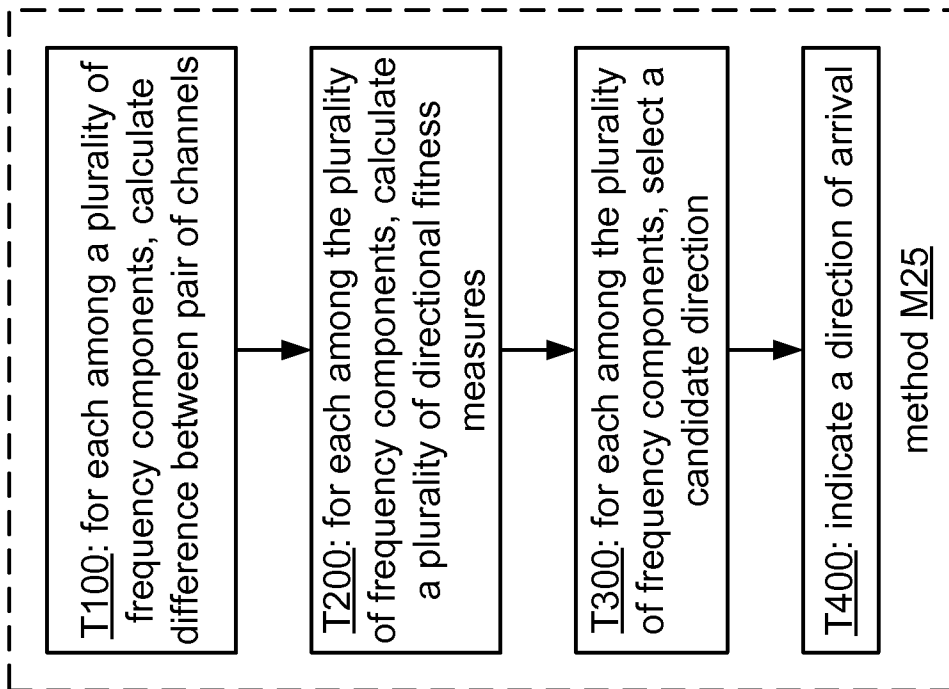 T100: for each among a plurality of
frequency components, calculate
difference between pair of channels
T200: for each among the plurality
of frequency components, calculate
a plurality of directional fitness
measures
T300: for each among the plurality
of frequency components, select a
candidate direction
T400: indicate a direction of arrival
method M25